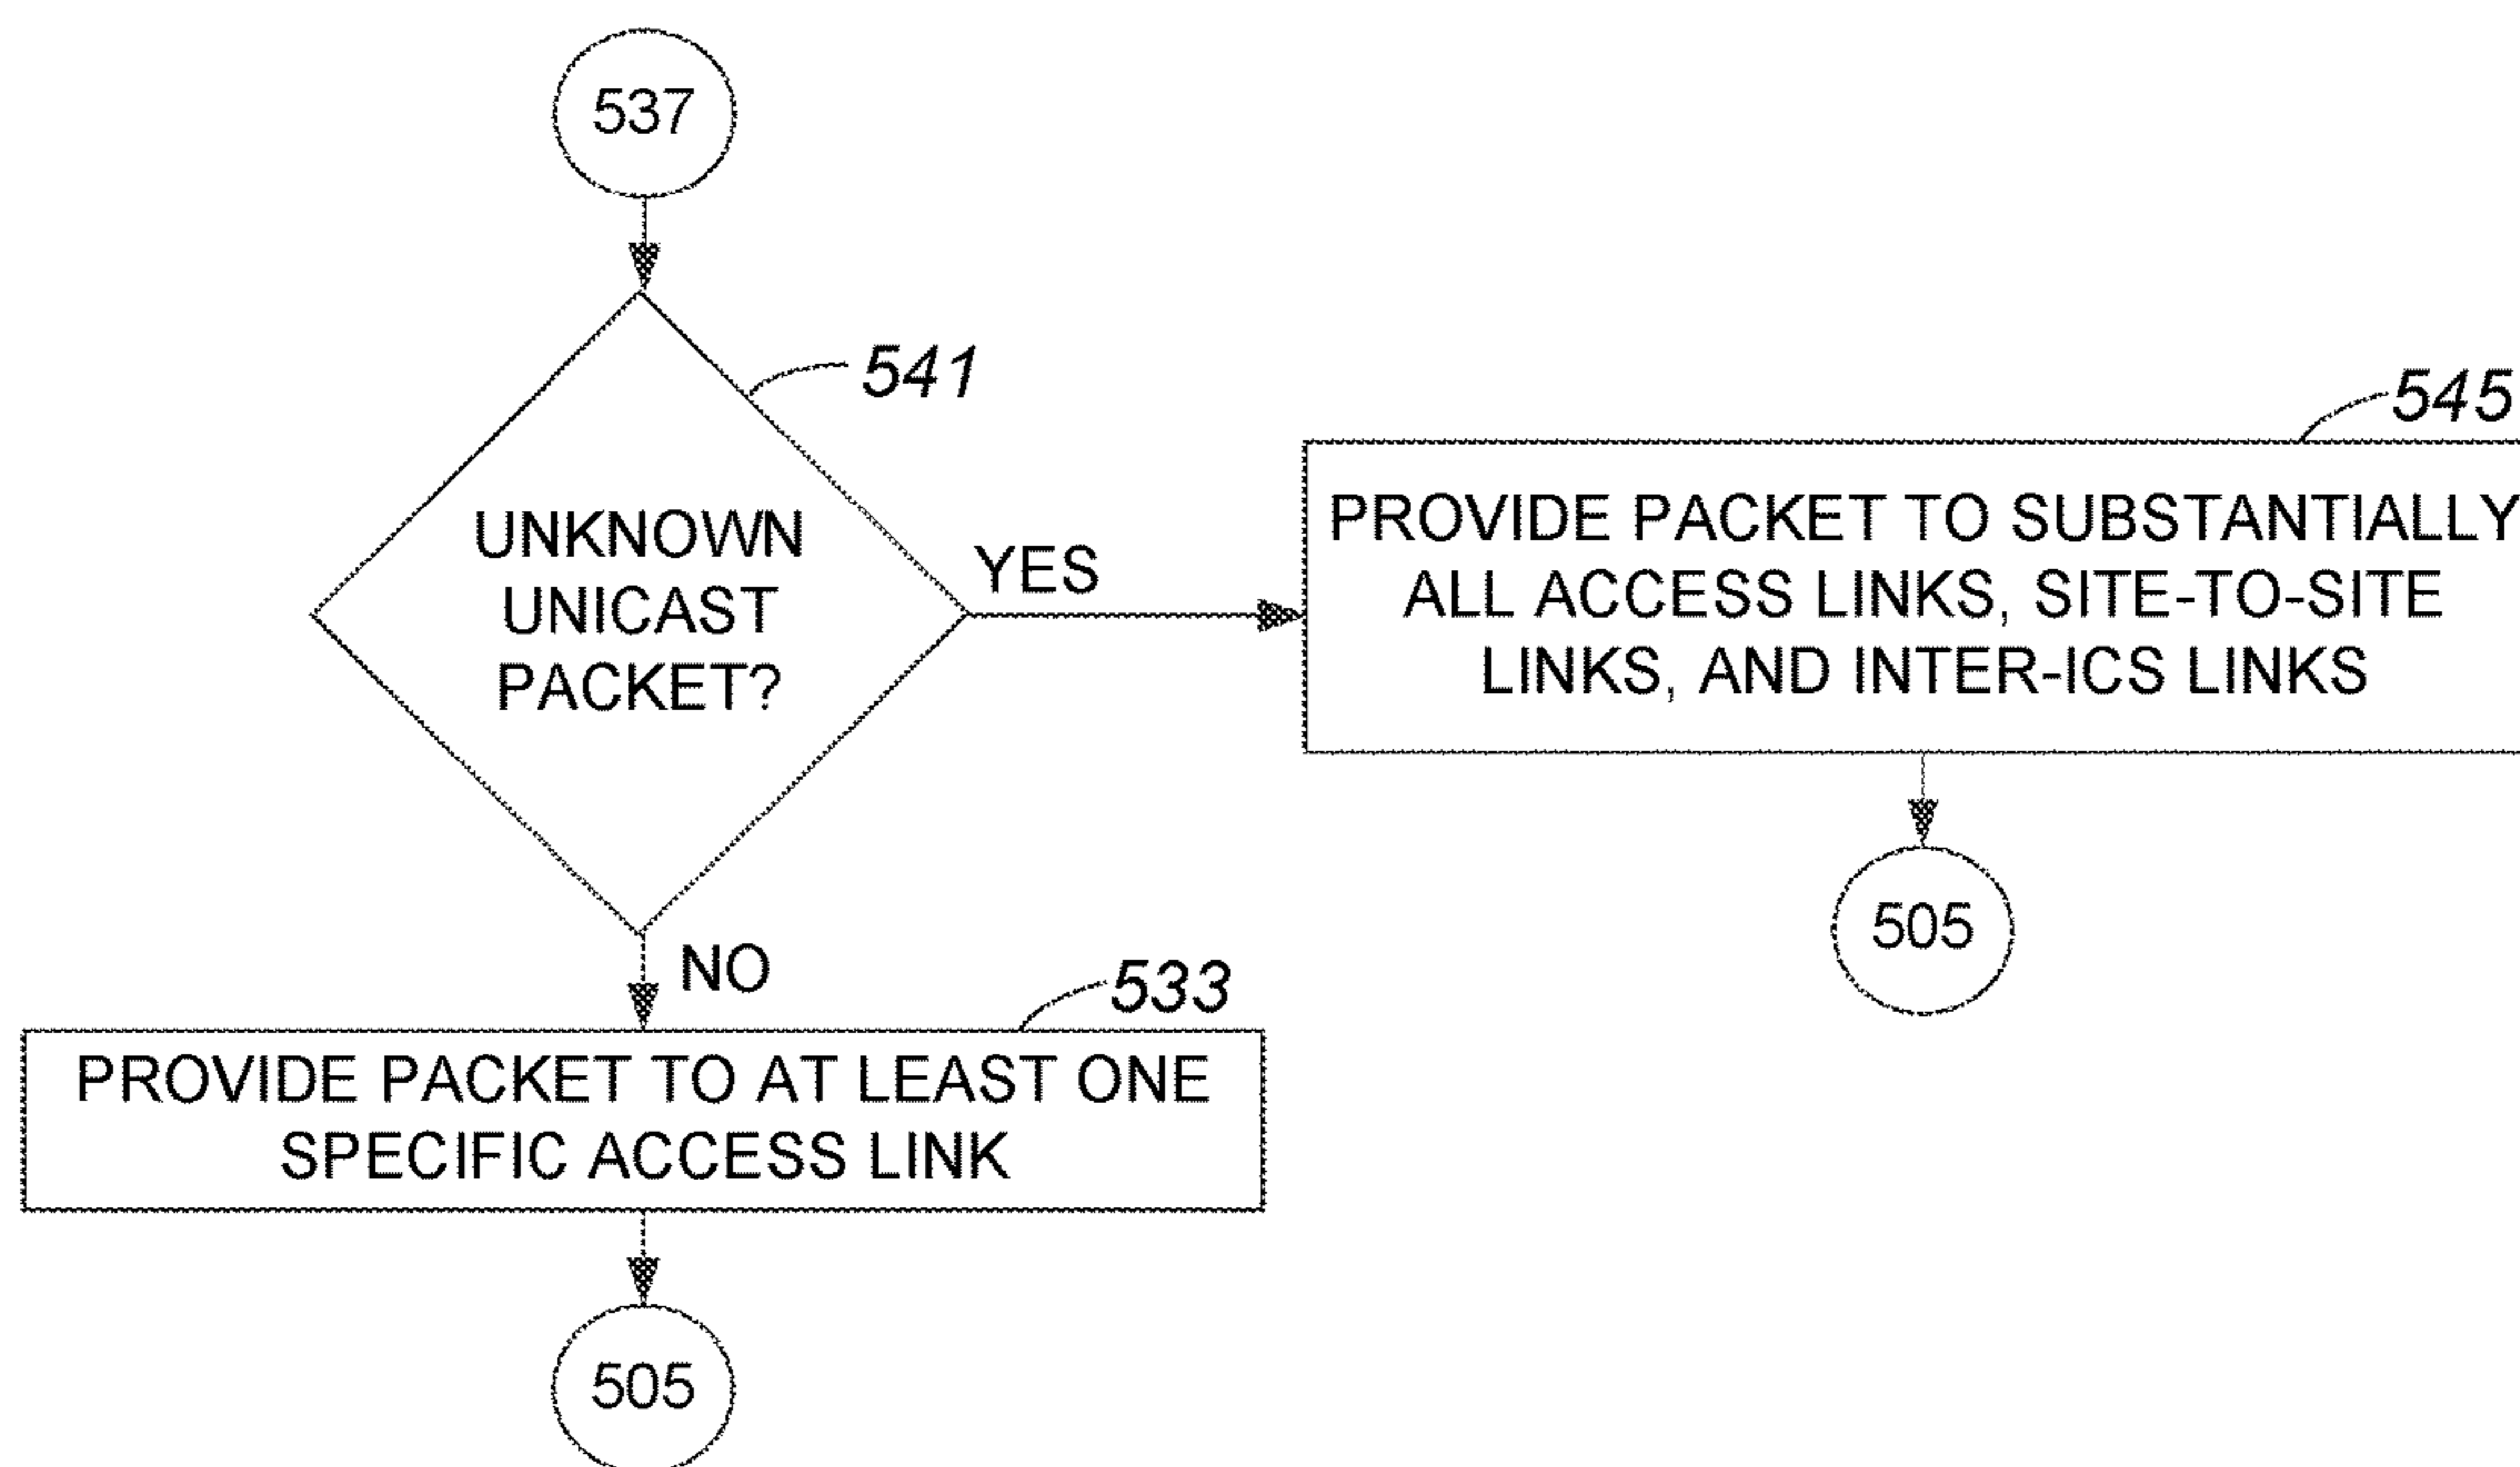 537
541
UNKNOWN
UNICAST
PACKET?
YES
545
PROVIDE PACKET TO SUBSTANTIALLY
ALL ACCESS LINKS, SITE-TO-SITE
LINKS, AND INTER-ICS LINKS
505
NO
533
PROVIDE PACKET TO AT LEAST ONE
SPECIFIC ACCESS LINK
505